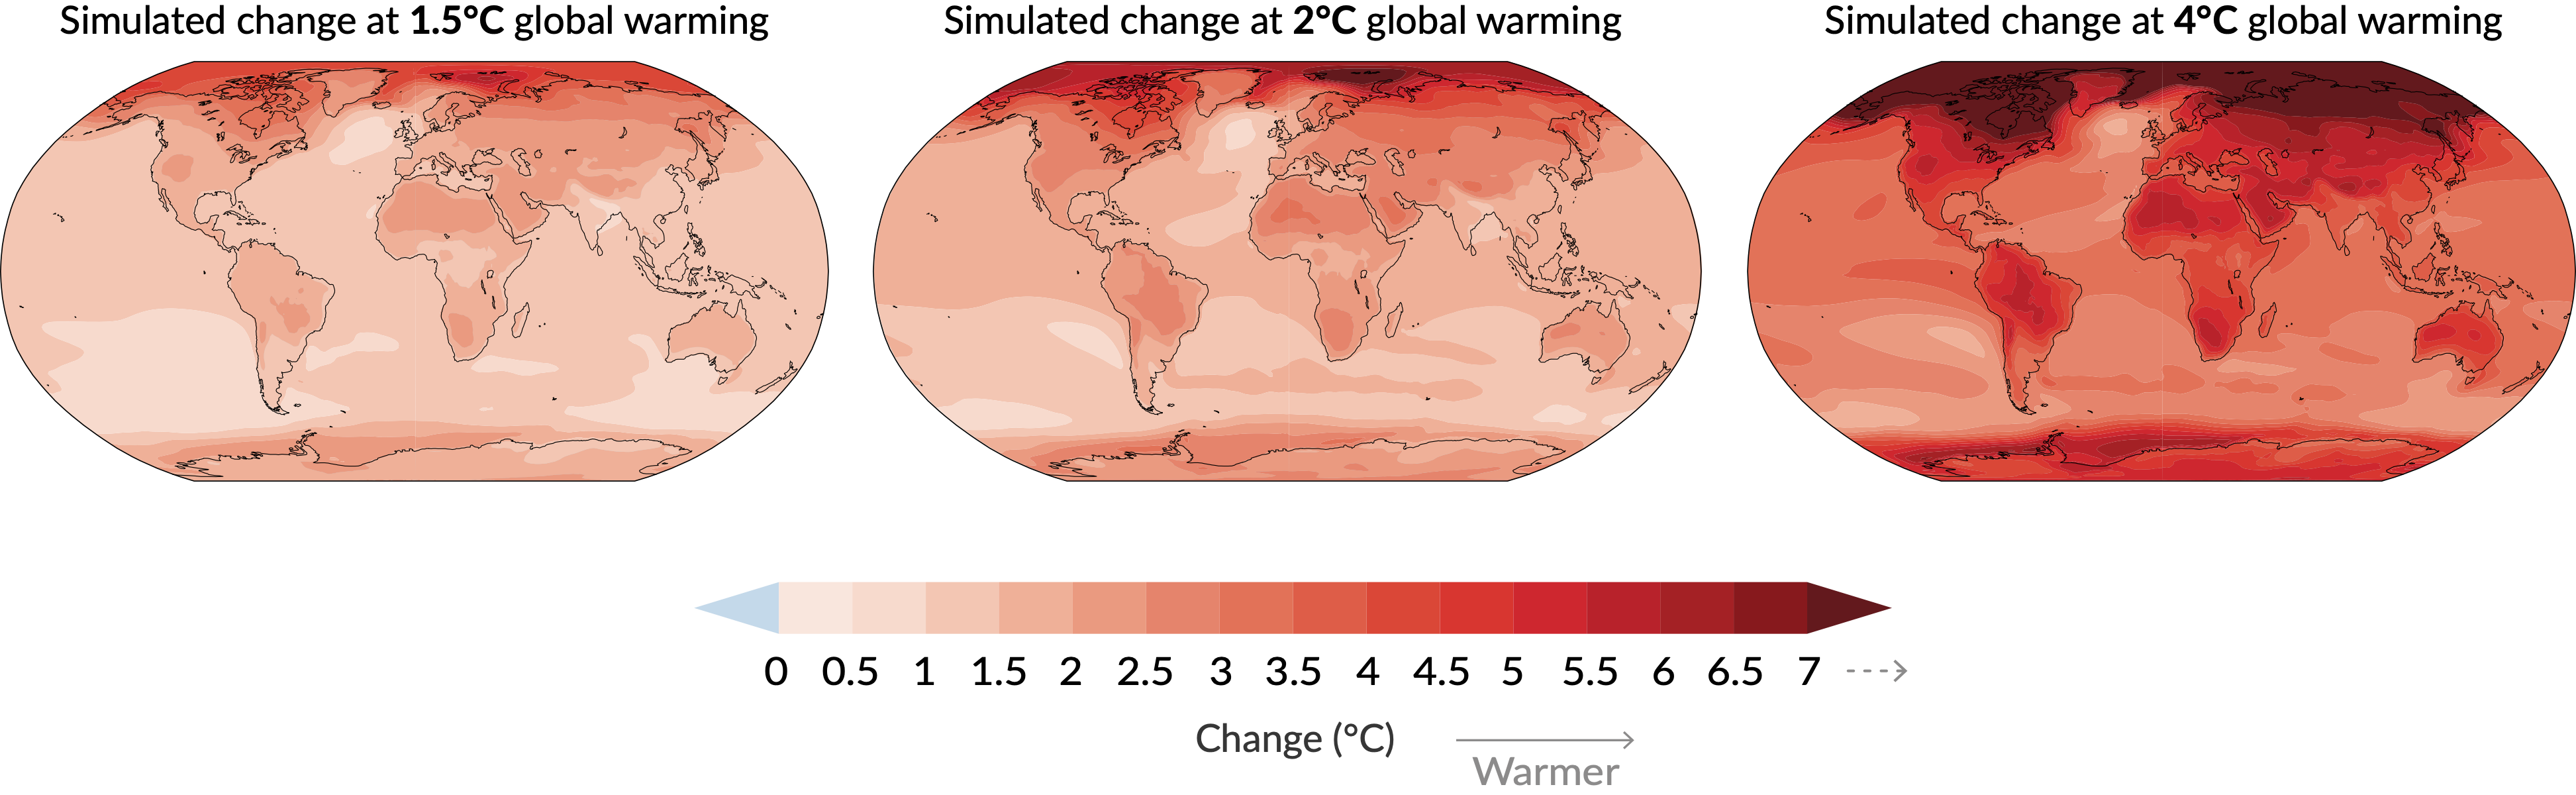 Simulated change at 1.5°C global warming
Simulated change at 2°C global warming
Simulated change at 4°C global warming
0 0.5 1 1.5 2 2.5 3 3.5 4 4.5 5 5.5 6 6.5 7
Change (°C)
Warmer